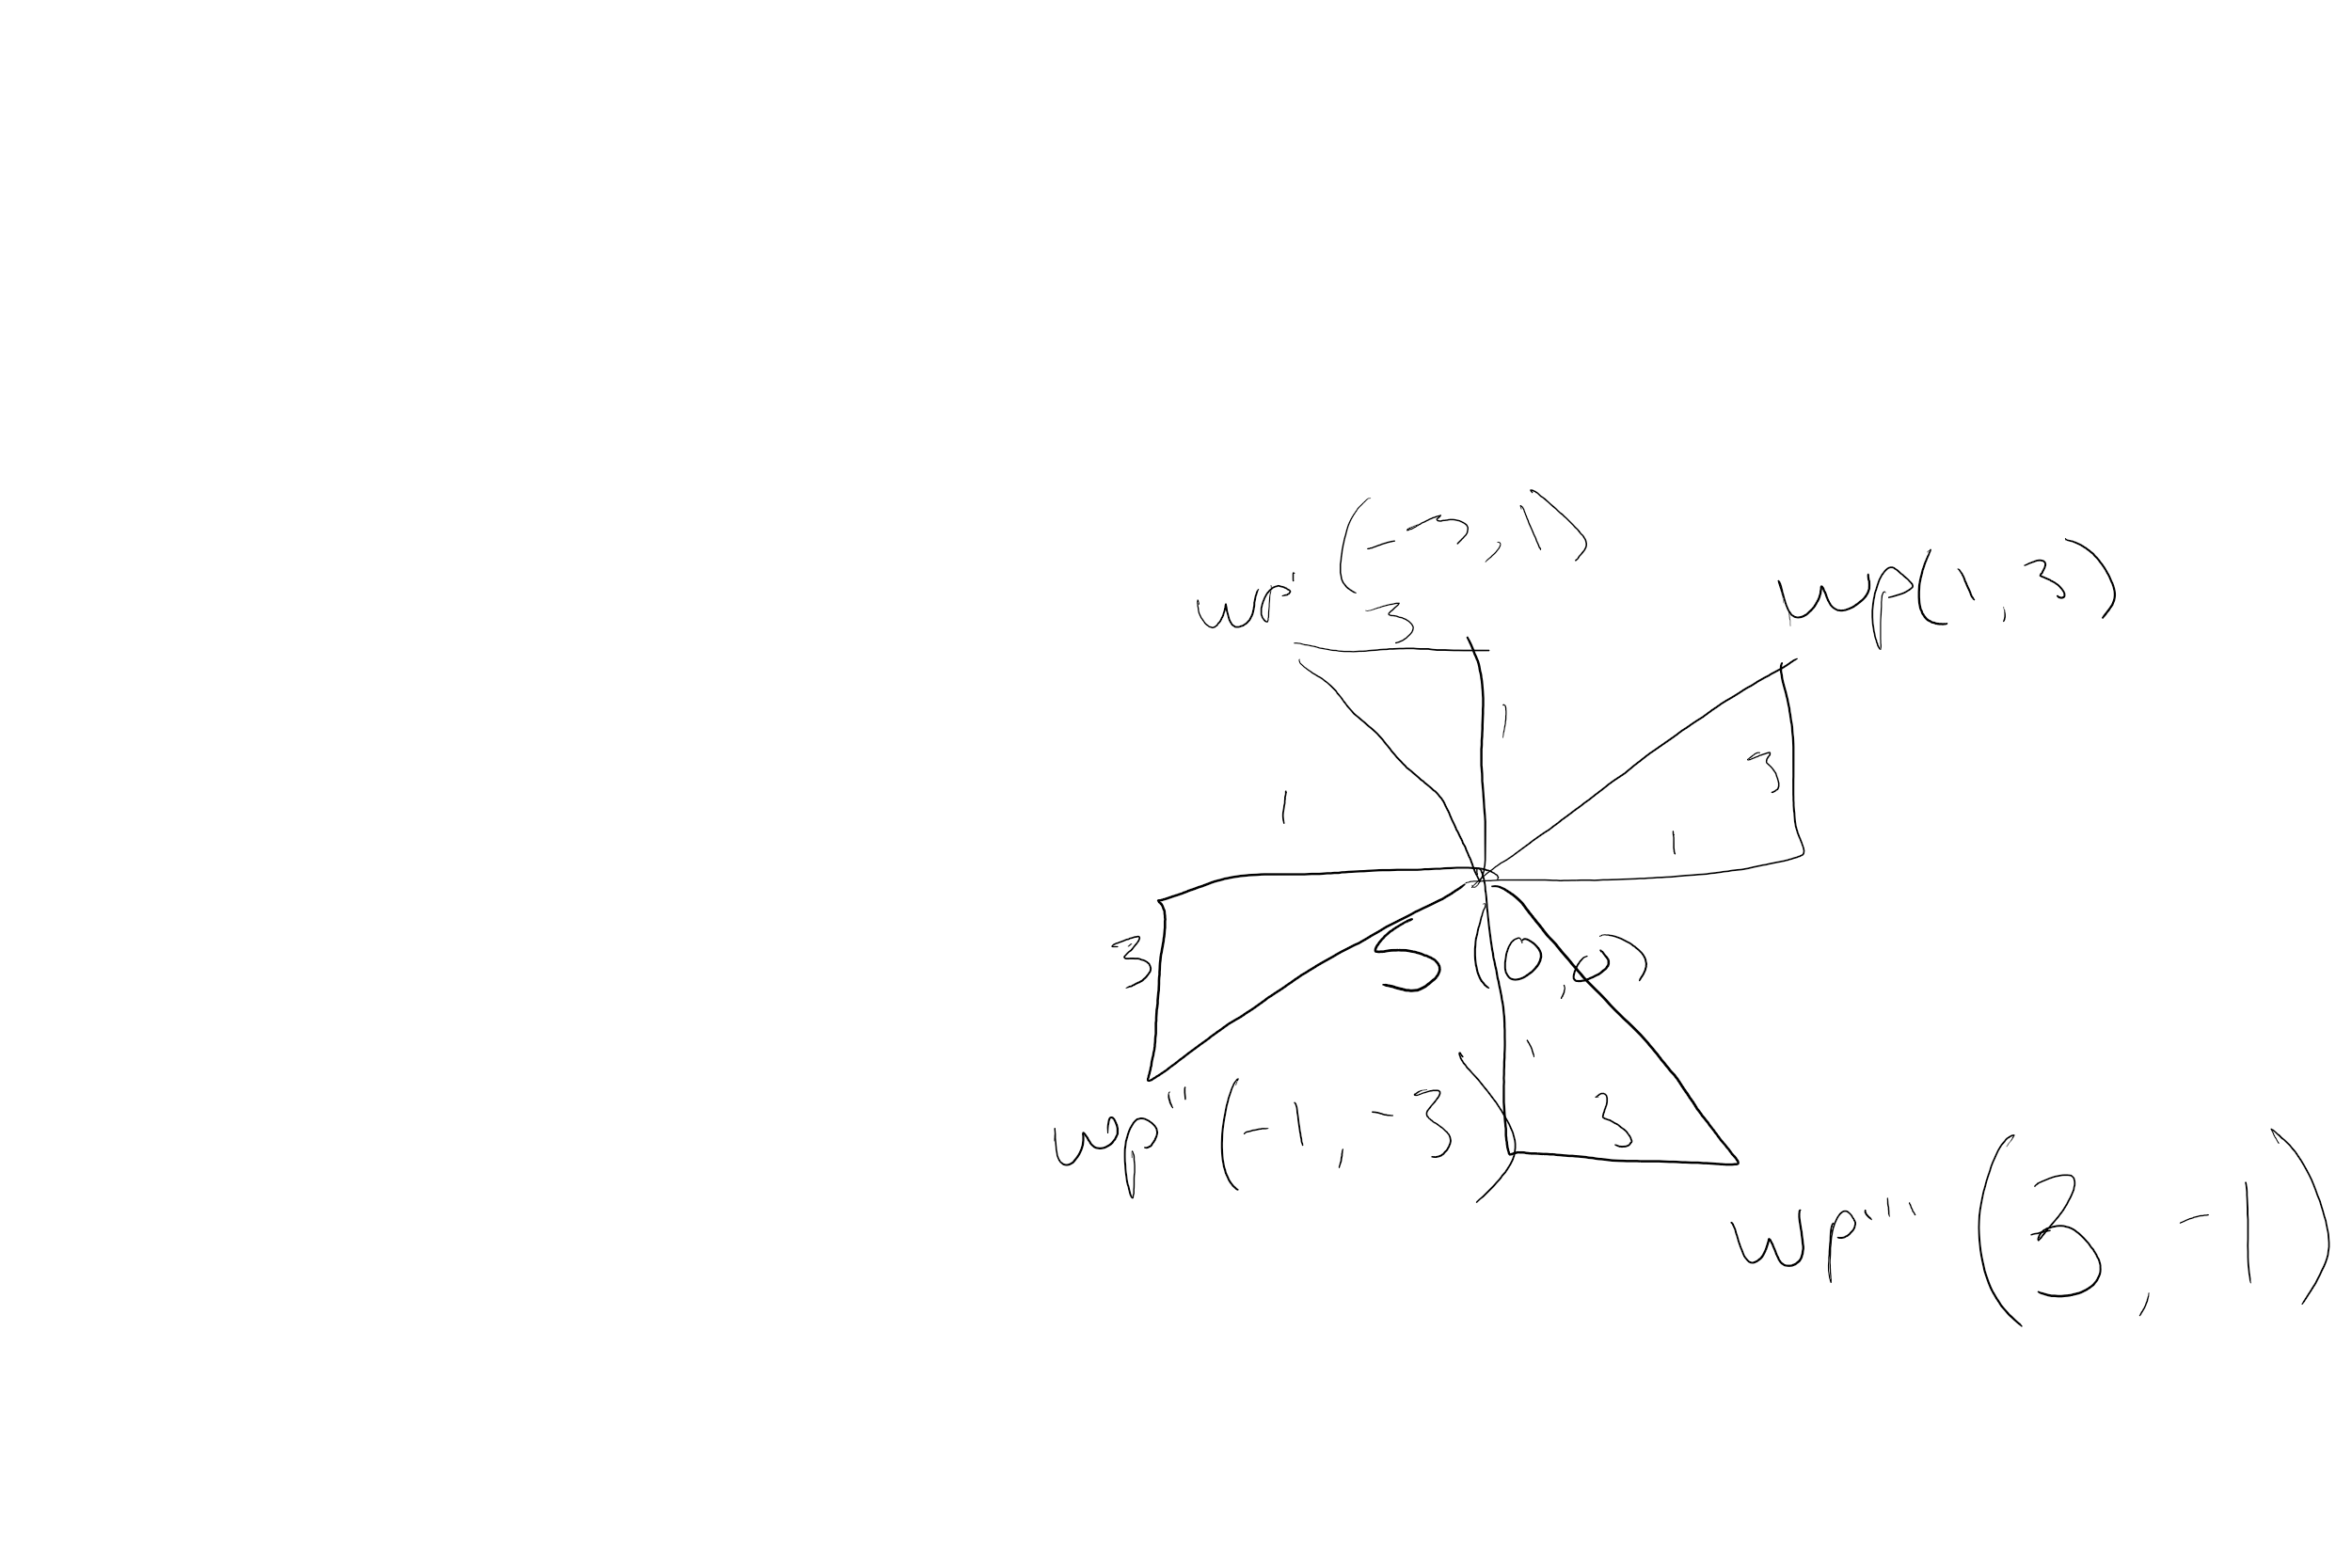 (-3,1)
wp'
3
wp(1,3)
1
3
1
1
3
S (0,0)
1
wp''(-1,-3)
3
wp'''(3,-1)